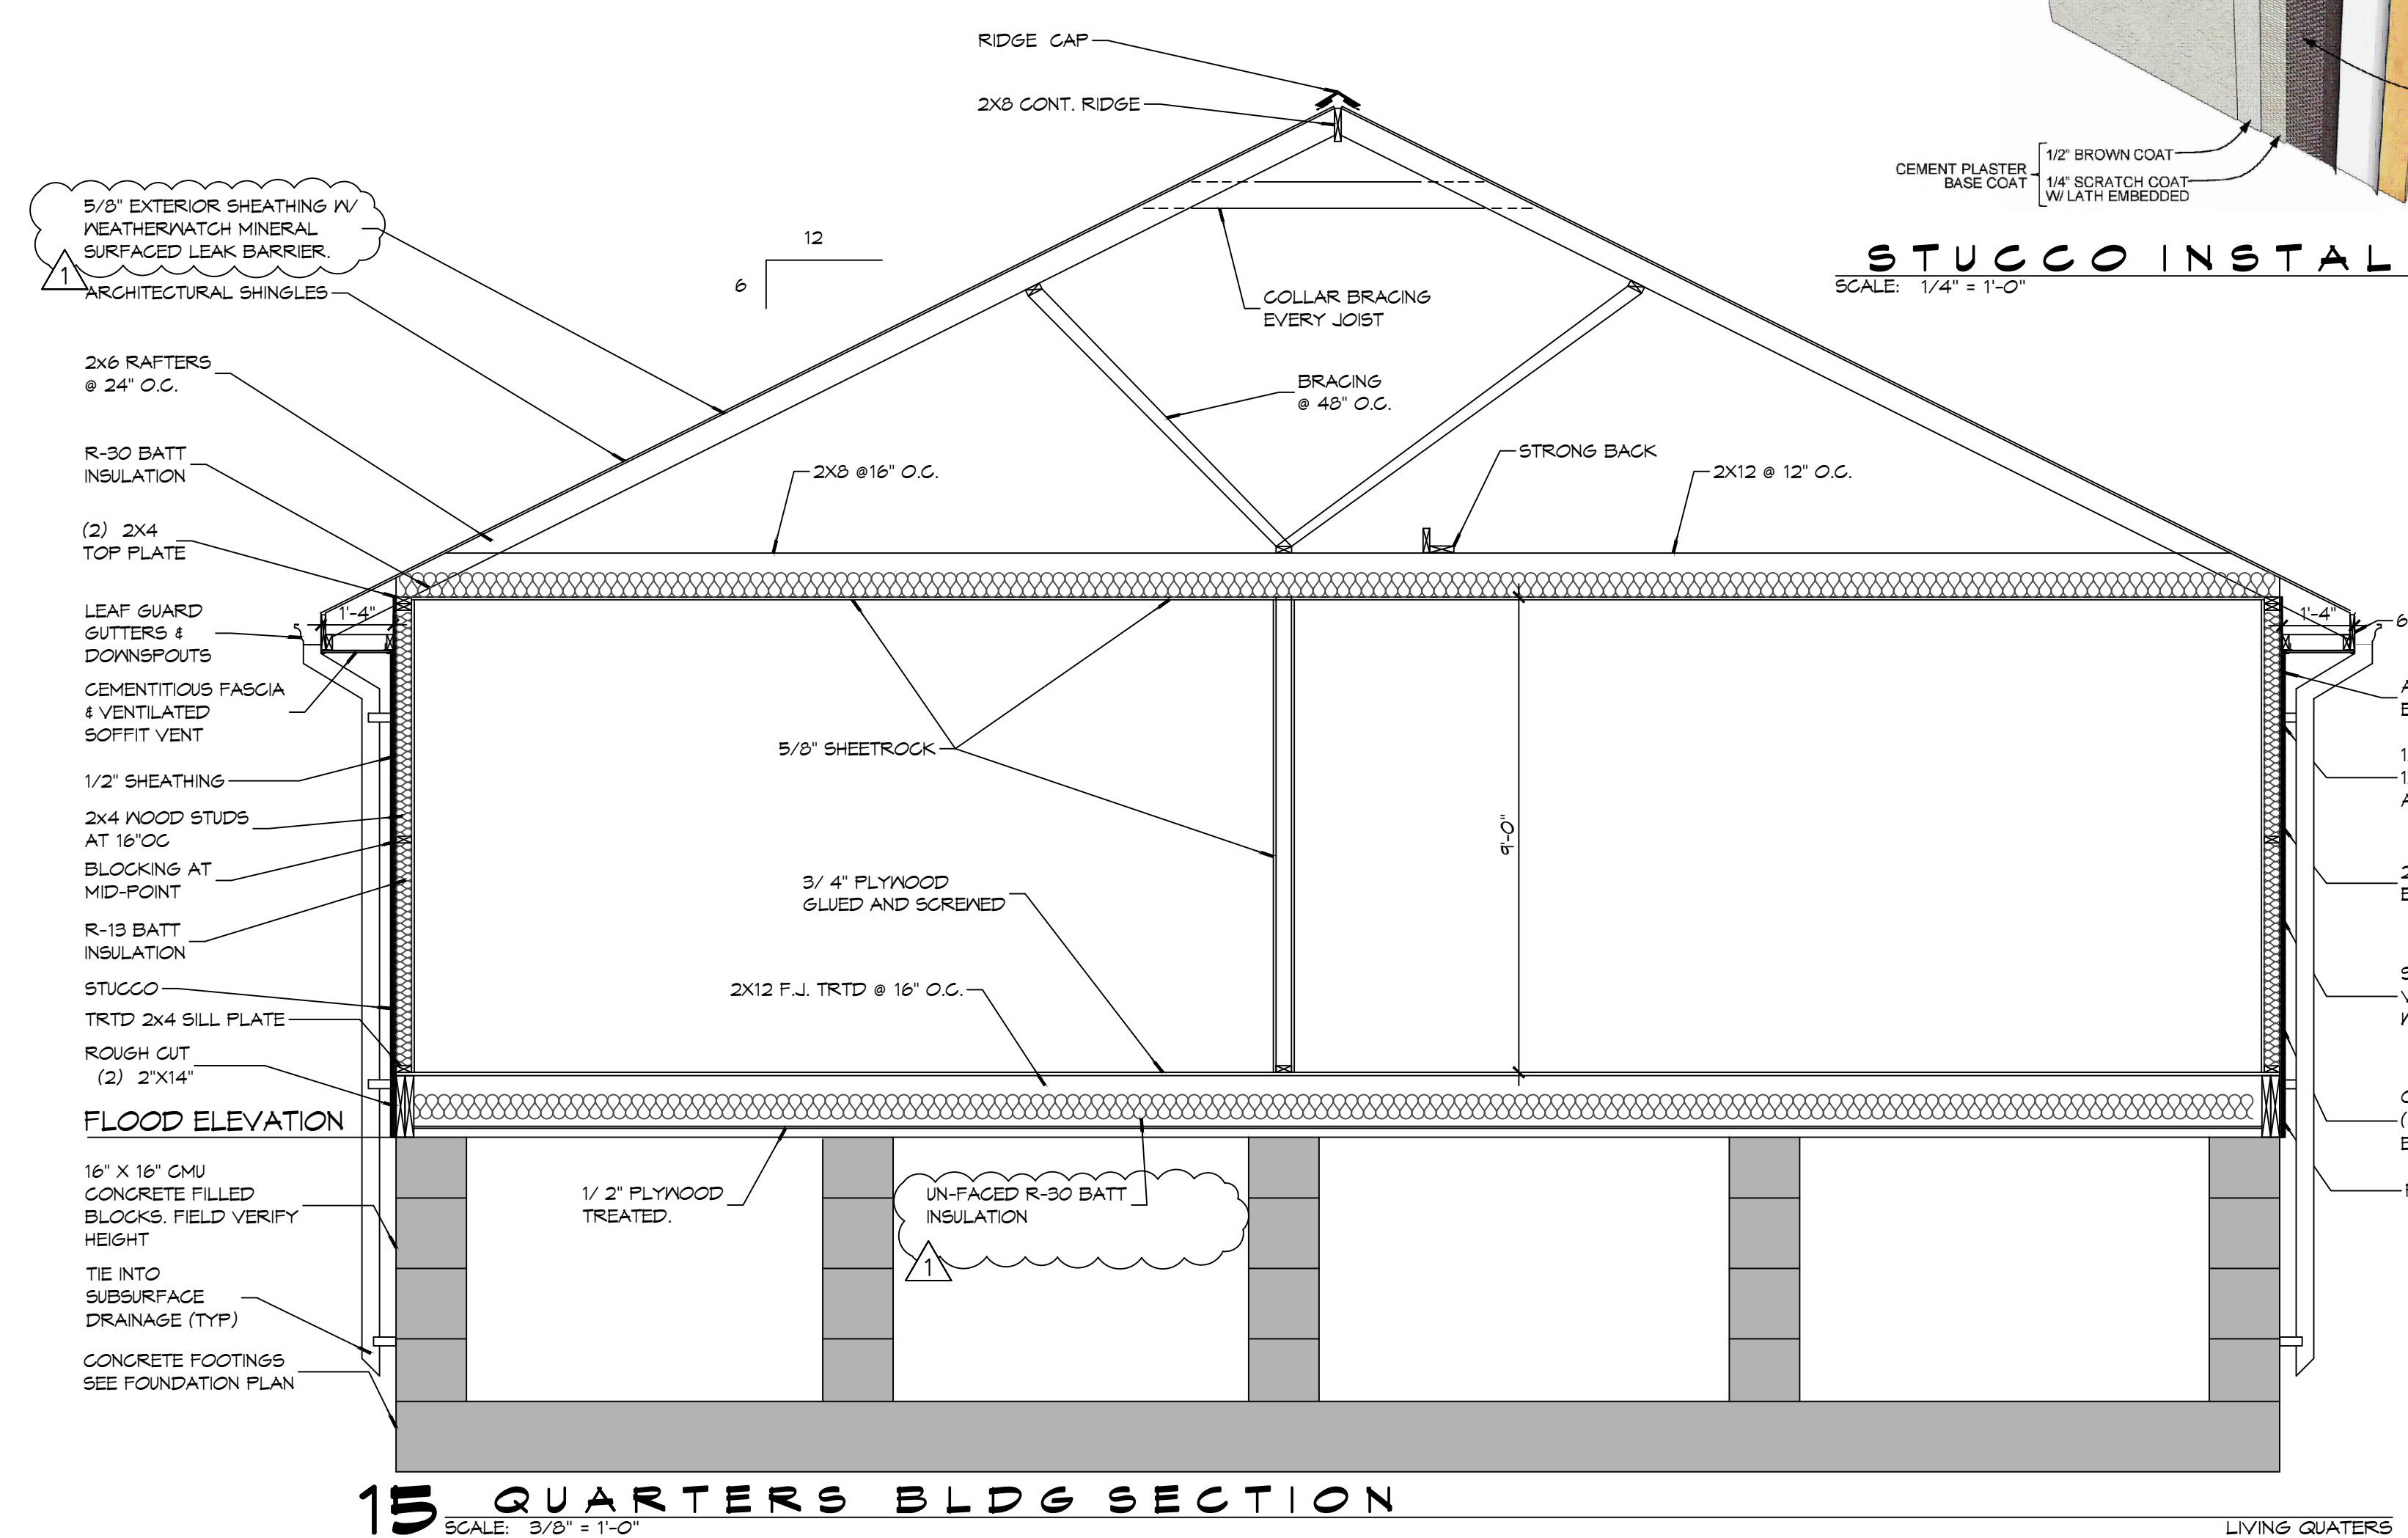 RIDGE CAP
2X8 CONT. RIDGE
5/8" EXTERIOR SHEATHING W/
WEATHERWATCH MINERAL
SURFACED LEAK BARRIER.
1
ARCHITECTURAL SHINGLES
2x6 RAFTERS
@ 24" O.C.
R-30 BATT
INSULATION
(2) 2X4
TOP PLATE
LEAF GUARD
GUTTERS &
DOWNSPOUTS
1'-4"
CEMENTITIOUS FASCIA
& VENTILATED
SOFFIT VENT
1/2" SHEATHING
2x4 WOOD STUDS
AT 16"OC
BLOCKING AT
MID-POINT
R-13 BATT
INSULATION
STUCCO
TRTD 2x4 SILL PLATE
ROUGH CUT
(2) 2"X14"
FLOOD ELEVATION
16" X 16" CMU
CONCRETE FILLED
BLOCKS. FIELD VERIFY
HEIGHT
TIE INTO
SUBSURFACE
DRAINAGE (TYP)
CONCRETE FOOTINGS
SEE FOUNDATION PLAN
12
6
COLLAR BRACING
EVERY JOIST
BRACING
@ 48" O.C.
2X8 @16" O.C.
STRONG BACK
2X12 @ 12" O.C.
5/8" SHEETROCK
9'-0"
3/ 4" PLYWOOD
GLUED AND SCREWED
2X12 F.J. TRTD @ 16" O.C.
1/ 2" PLYWOOD
TREATED.
UN-FACED R-30 BATT
INSULATION
1
1'-4"
6
CEMENT PLASTER
BASE COAT
1/2" BROWN COAT
1/4" SCRATCH COAT
W/ LATH EMBEDDED
STUCCO INSTAL
SCALE: 1/4" = 1'-0"
15 QUARTERS BLDG SECTION
SCALE: 3/8" = 1'-0"
LIVING QUATERS